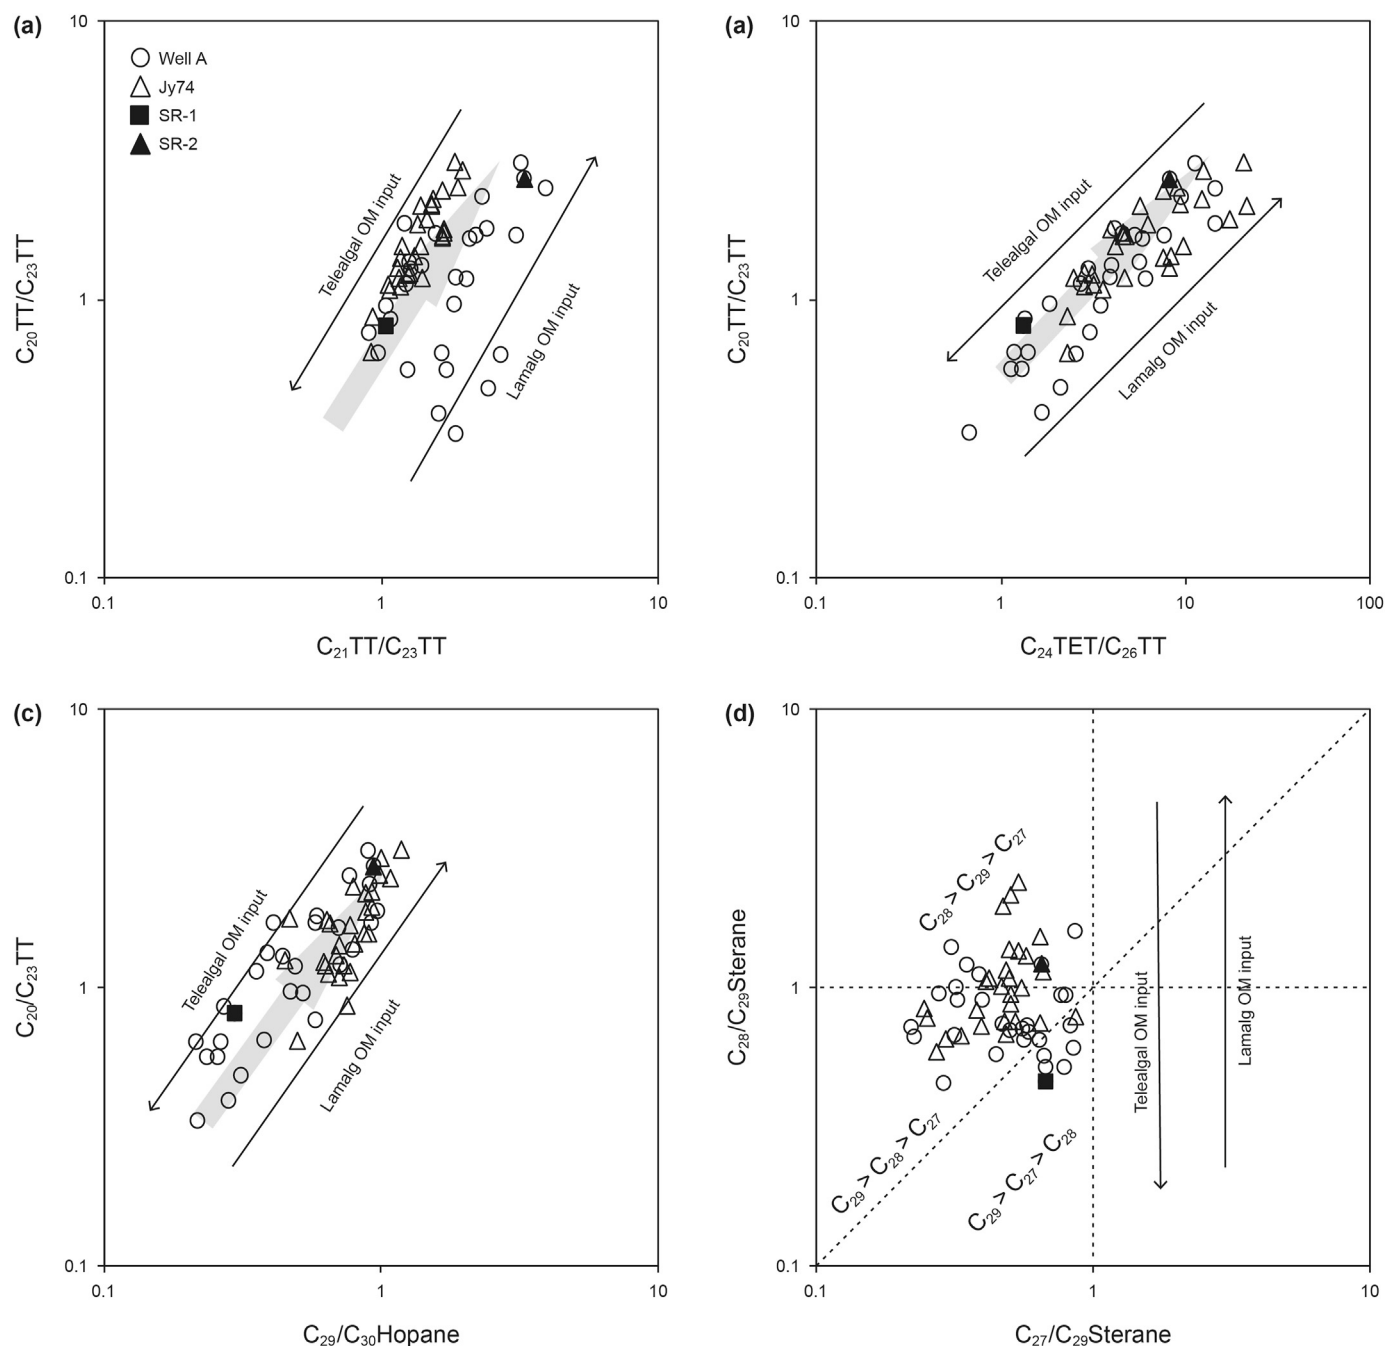 (a)
10
Well A
Jy74
SR-1
SR-2
Telealgal OM input
Lamalg OM input
C₂₀TT/C₂₃TT
1
0.1
0.1
1
10
C₂₁TT/C₂₃TT
(a)
10
Telealgal OM input
Lamalg OM input
C₂₀TT/C₂₃TT
1
0.1
0.1
1
10
100
C₂₄TET/C₂₆TT
(c)
10
Telealgal OM input
Lamalg OM input
C₂₀/C₂₃TT
1
0.1
0.1
1
10
C₂₉/C₃₀Hopane
(d)
10
C₂₈>C₂₉>C₂₇
C₂₉>C₂₈>C₂₇
C₂₉>C₂₇>C₂₈
Telealgal OM input
Lamalg OM input
C₂₈/C₂₉Sterane
1
0.1
0.1
1
10
C₂₇/C₂₉Sterane